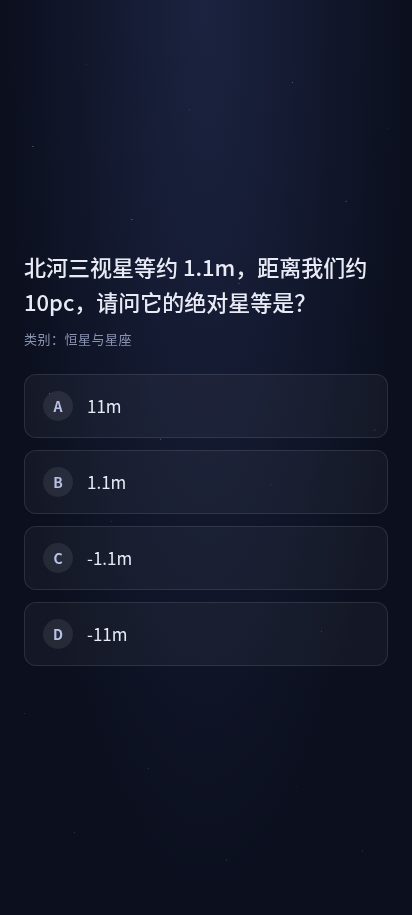 北河三视星等约 1.1m，距离我们约
10pc，请问它的绝对星等是？
类别：恒星与星座
A 11m
B 1.1m
C -1.1m
D -11m